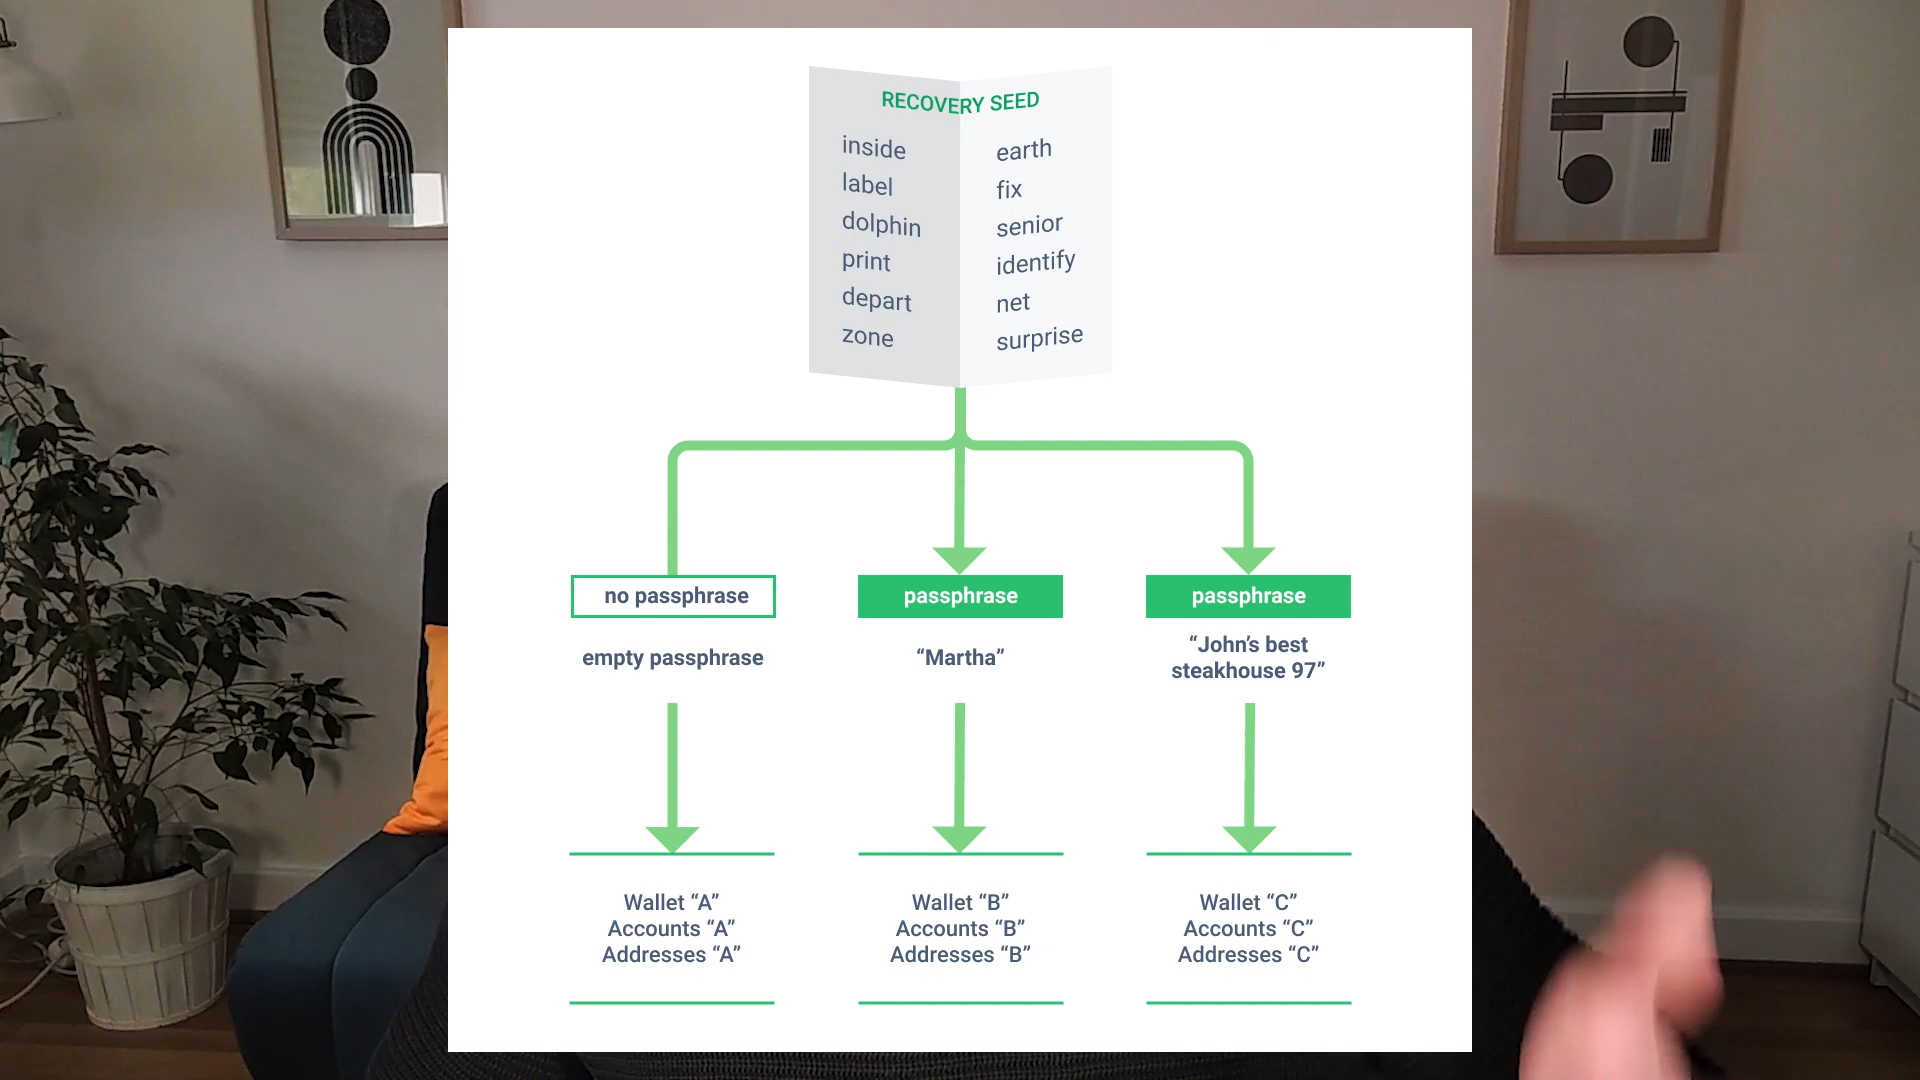 RECOVERY SEED
inside
label
dolphin
print
depart
zone
earth
fix
senior
identify
net
surprise
no passphrase
empty passphrase
passphrase
“Martha”
passphrase
“John’s best
steakhouse 97”
Wallet “A”
Accounts “A”
Addresses “A”
Wallet “B”
Accounts “B”
Addresses “B”
Wallet “C”
Accounts “C”
Addresses “C”